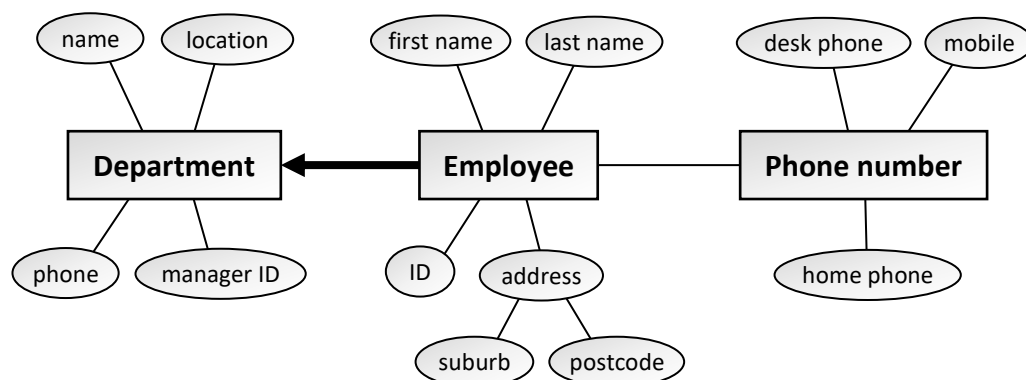 name
location
first name
last name
desk phone
mobile
Department
Employee
Phone number
phone
manager ID
ID
address
home phone
suburb
postcode